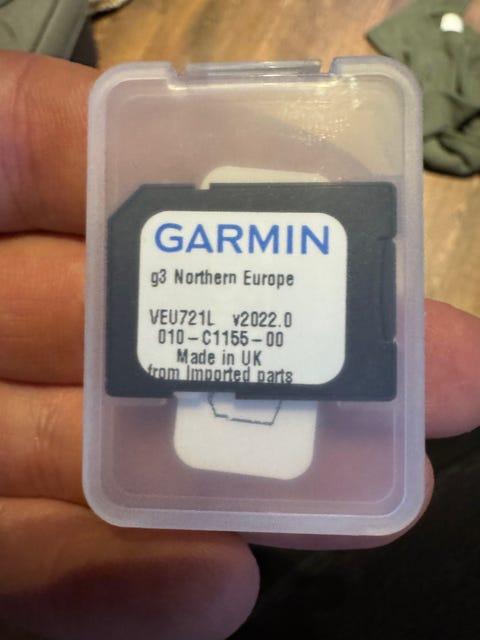 GARMIN
g3 Northern Europe
VEU721L v2022.0
010-C1155-00
Made in UK
from Imported parts